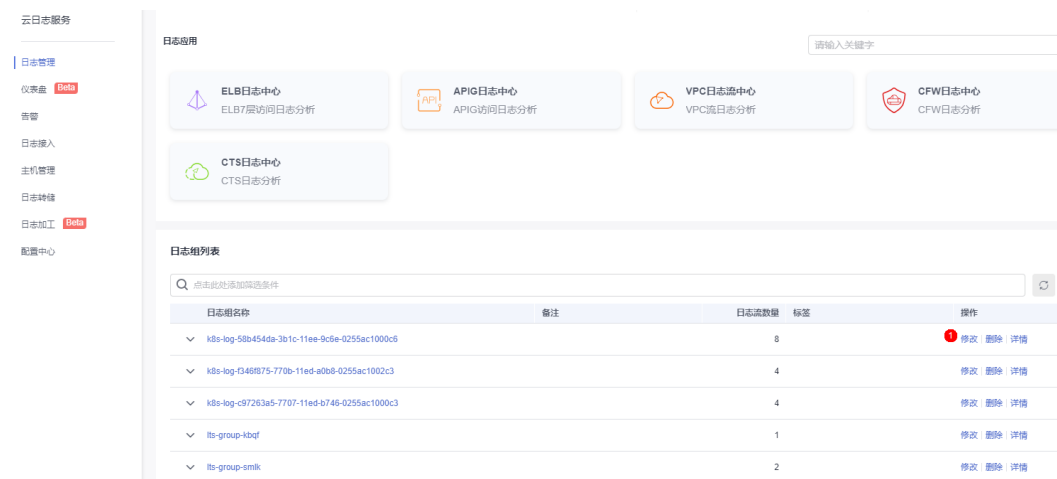 云日志服务
日志管理
仪表盘 Beta
告警
日志接入
主机管理
日志转储
日志加工 Beta
配置中心
日志应用
请输入关键字
ELB日志中心
ELB7层访问日志分析
API
APIG日志中心
APIG访问日志分析
VPC日志流中心
VPC流日志分析
CFW日志中心
CFW日志分析
CTS日志中心
CTS日志分析
日志组列表
点击此处添加筛选条件
日志组名称 备注 日志流数量 标签 操作
k8s-log-58b454da-3b1c-11ee-9c6e-0255ac1000c6 8 1 修改 删除 详情
k8s-log-f346f875-770b-11ed-a0b8-0255ac1002c3 4 修改 删除 详情
k8s-log-c97263a5-7707-11ed-b746-0255ac1000c3 4 修改 删除 详情
lts-group-kbqf 1 修改 删除 详情
lts-group-smlk 2 修改 删除 详情